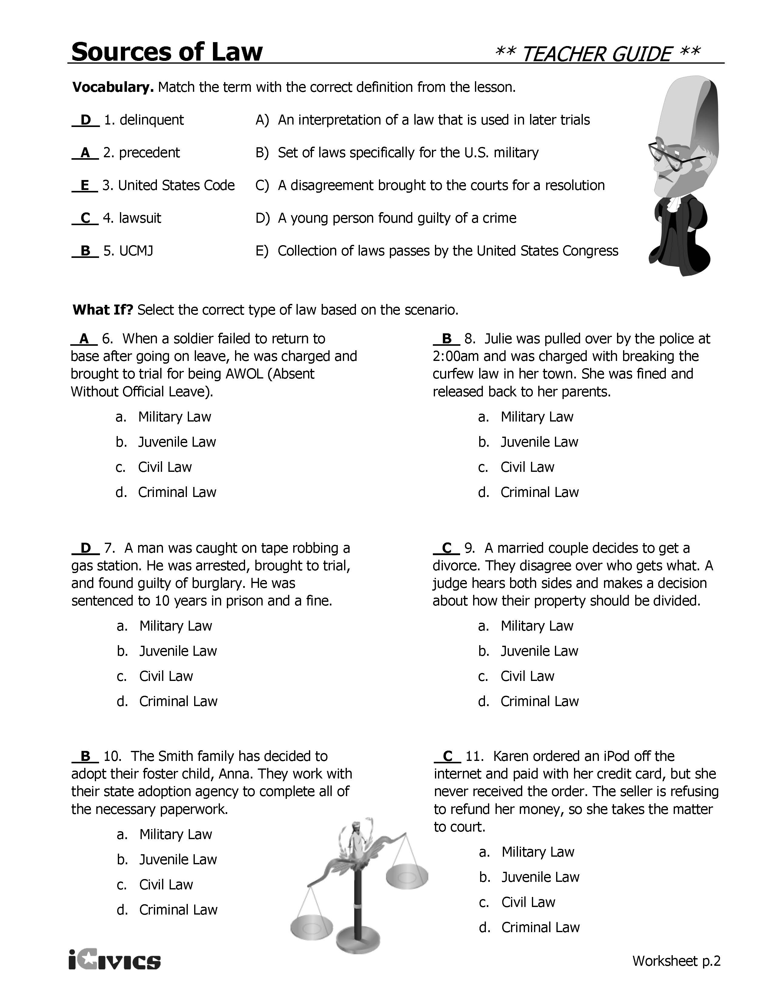 Sources of Law ** TEACHER GUIDE **
Vocabulary. Match the term with the correct definition from the lesson.
D 1. delinquent A) An interpretation of a law that is used in later trials
A 2. precedent B) Set of laws specifically for the U.S. military
E 3. United States Code C) A disagreement brought to the courts for a resolution
C 4. lawsuit D) A young person found guilty of a crime
B 5. UCMJ E) Collection of laws passes by the United States Congress
What If? Select the correct type of law based on the scenario.
A 6. When a soldier failed to return to
base after going on leave, he was charged and
brought to trial for being AWOL (Absent
Without Official Leave).
a. Military Law
b. Juvenile Law
c. Civil Law
d. Criminal Law
B 8. Julie was pulled over by the police at
2:00am and was charged with breaking the
curfew law in her town. She was fined and
released back to her parents.
a. Military Law
b. Juvenile Law
c. Civil Law
d. Criminal Law
D 7. A man was caught on tape robbing a
gas station. He was arrested, brought to trial,
and found guilty of burglary. He was
sentenced to 10 years in prison and a fine.
a. Military Law
b. Juvenile Law
c. Civil Law
d. Criminal Law
C 9. A married couple decides to get a
divorce. They disagree over who gets what. A
judge hears both sides and makes a decision
about how their property should be divided.
a. Military Law
b. Juvenile Law
c. Civil Law
d. Criminal Law
B 10. The Smith family has decided to
adopt their foster child, Anna. They work with
their state adoption agency to complete all of
the necessary paperwork.
a. Military Law
b. Juvenile Law
c. Civil Law
d. Criminal Law
C 11. Karen ordered an iPod off the
internet and paid with her credit card, but she
never received the order. The seller is refusing
to refund her money, so she takes the matter
to court.
a. Military Law
b. Juvenile Law
c. Civil Law
d. Criminal Law
iCivics Worksheet p.2